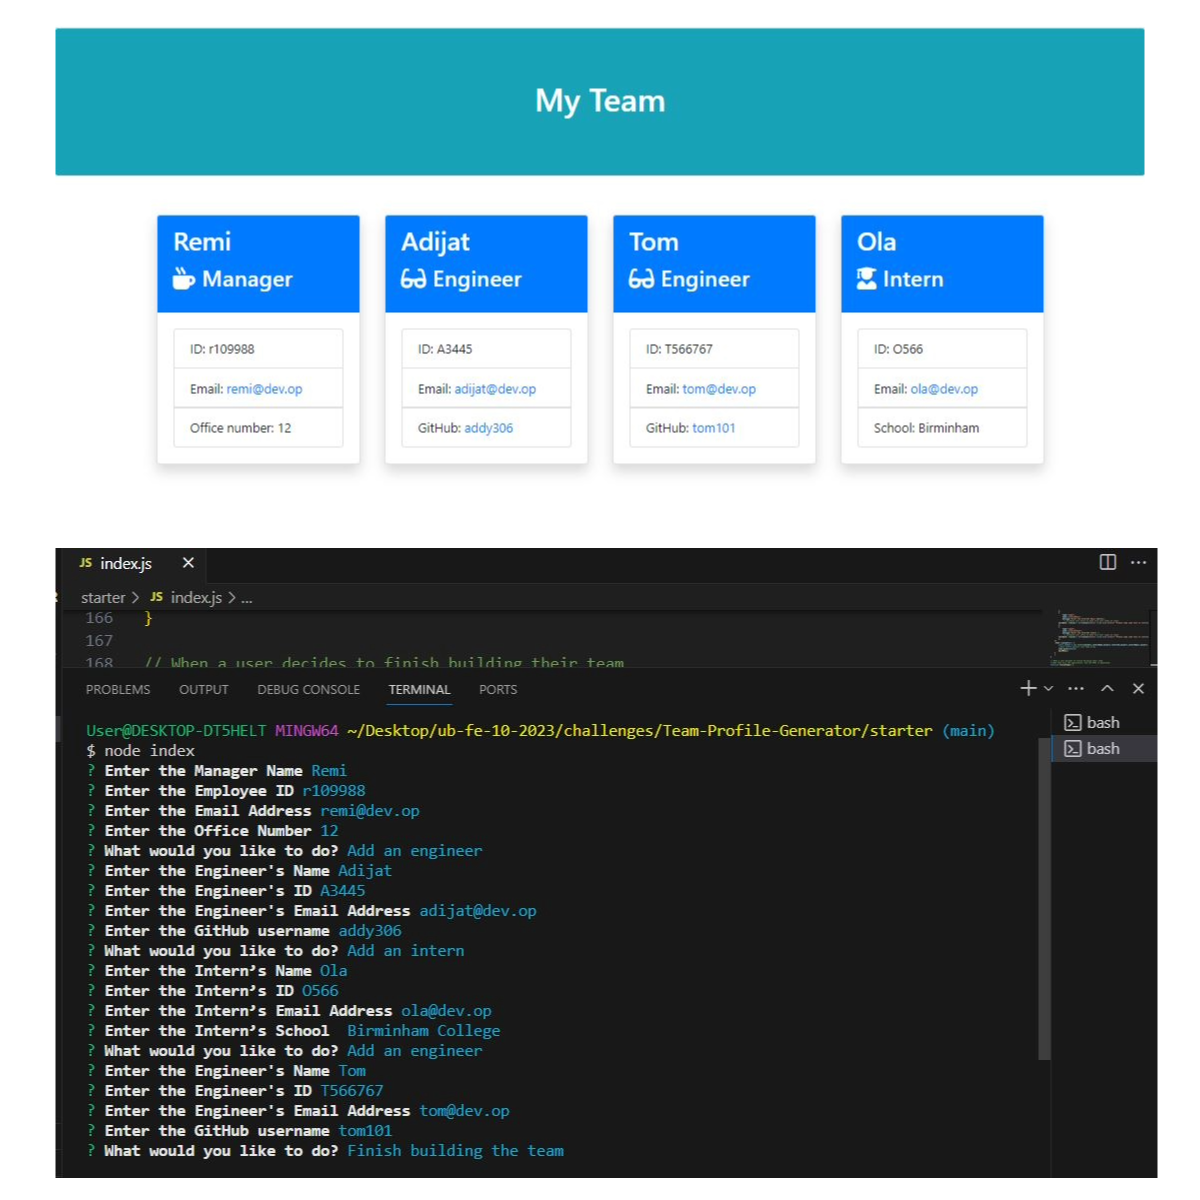 My Team
Remi
Manager
ID: r109988
Email: remi@dev.op
Office number: 12
Adijat
Engineer
ID: A3445
Email: adijat@dev.op
GitHub: addy306
Tom
Engineer
ID: T566767
Email: tom@dev.op
GitHub: tom101
Ola
Intern
ID: O566
Email: ola@dev.op
School: Birminham
JS index.js
starter > JS index.js > ...
166 }
167
168 // When a user decides to finish building their team
PROBLEMS OUTPUT DEBUG CONSOLE TERMINAL PORTS
User@DESKTOP-DT5HELT MINGW64 ~/Desktop/ub-fe-10-2023/challenges/Team-Profile-Generator/starter (main)
$ node index
? Enter the Manager Name Remi
? Enter the Employee ID r109988
? Enter the Email Address remi@dev.op
? Enter the Office Number 12
? What would you like to do? Add an engineer
? Enter the Engineer's Name Adijat
? Enter the Engineer's ID A3445
? Enter the Engineer's Email Address adijat@dev.op
? Enter the GitHub username addy306
? What would you like to do? Add an intern
? Enter the Intern’s Name Ola
? Enter the Intern’s ID O566
? Enter the Intern’s Email Address ola@dev.op
? Enter the Intern’s School  Birminham College
? What would you like to do? Add an engineer
? Enter the Engineer's Name Tom
? Enter the Engineer's ID T566767
? Enter the Engineer's Email Address tom@dev.op
? Enter the GitHub username tom101
? What would you like to do? Finish building the team
bash
bash